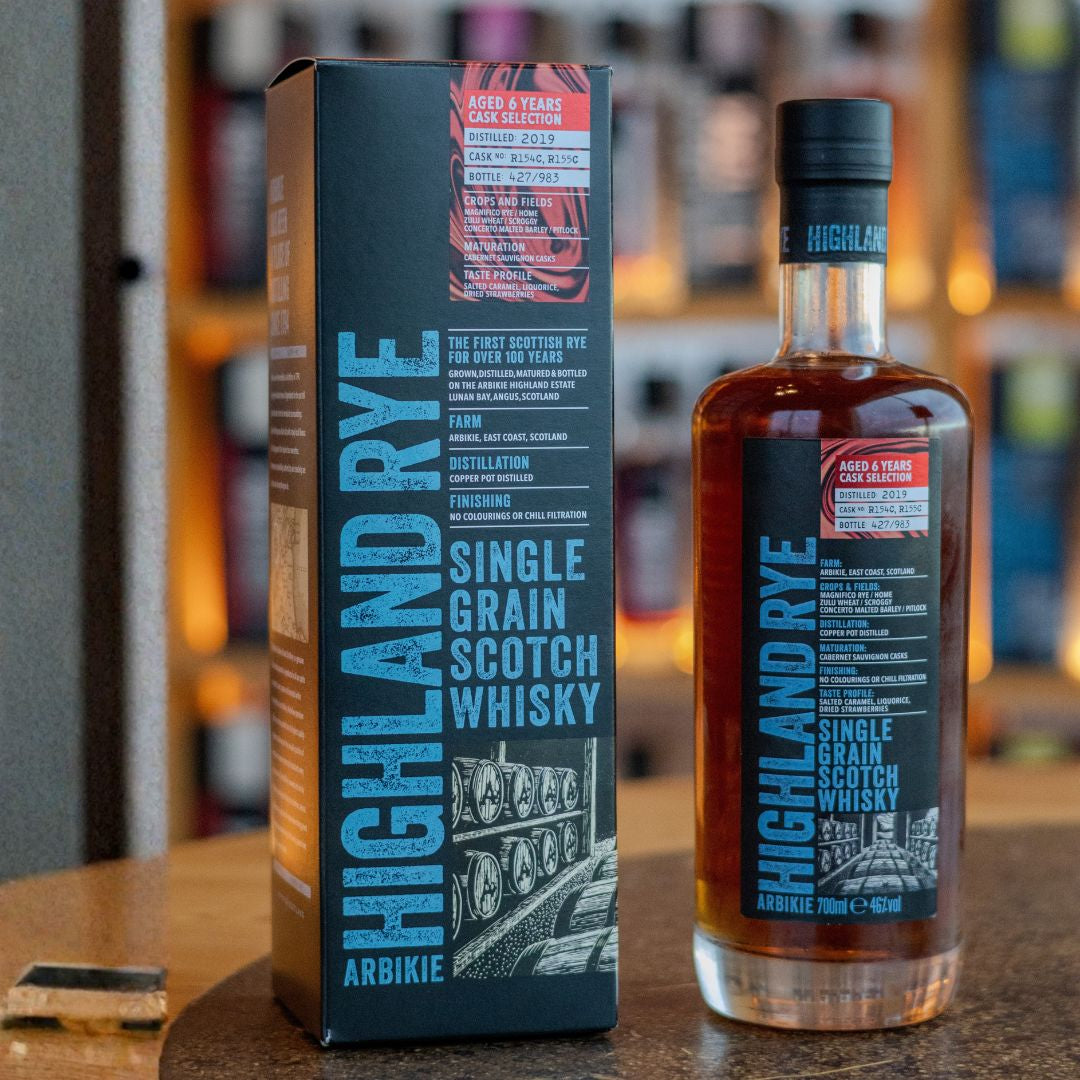 AGED 6 YEARS
CASK SELECTION
DISTILLED: 2019
CASK NO: R154C, R155C
BOTTLE: 427/983
CROPS AND FIELDS
MAGNIFICO RYE / HOME
ZULU WHEAT / SCROGGY
CONCERTO MALTED BARLEY / PITLOCK
MATURATION
CABERNET SAUVIGNON CASKS
TASTE PROFILE
SALTED CARAMEL, LIQUORICE,
DRIED STRAWBERRIES
HIGHLAND RYE
ARBIKIE
THE FIRST SCOTTISH RYE
FOR OVER 100 YEARS
GROWN, DISTILLED, MATURED & BOTTLED
ON THE ARBIKIE HIGHLAND ESTATE
LUNAN BAY, ANGUS, SCOTLAND
FARM
ARBIKIE, EAST COAST, SCOTLAND
DISTILLATION
COPPER POT DISTILLED
FINISHING
NO COLOURINGS OR CHILL FILTRATION
SINGLE
GRAIN
SCOTCH
WHISKY
YE HIGHLAND
AGED 6 YEARS
CASK SELECTION
DISTILLED: 2019
CASK NO: R154C, R155C
BOTTLE: 427/983
HIGHLAND RYE
FARM:
ARBIKIE, EAST COAST, SCOTLAND
CROPS & FIELDS:
MAGNIFICO RYE / HOME
ZULU WHEAT / SCROGGY
CONCERTO MALTED BARLEY / PITLOCK
DISTILLATION:
COPPER POT DISTILLED
MATURATION:
CABERNET SAUVIGNON CASKS
FINISHING:
NO COLOURINGS OR CHILL FILTRATION
TASTE PROFILE:
SALTED CARAMEL, LIQUORICE,
DRIED STRAWBERRIES
SINGLE
GRAIN
SCOTCH
WHISKY
ARBIKIE 700ml e 46%vol